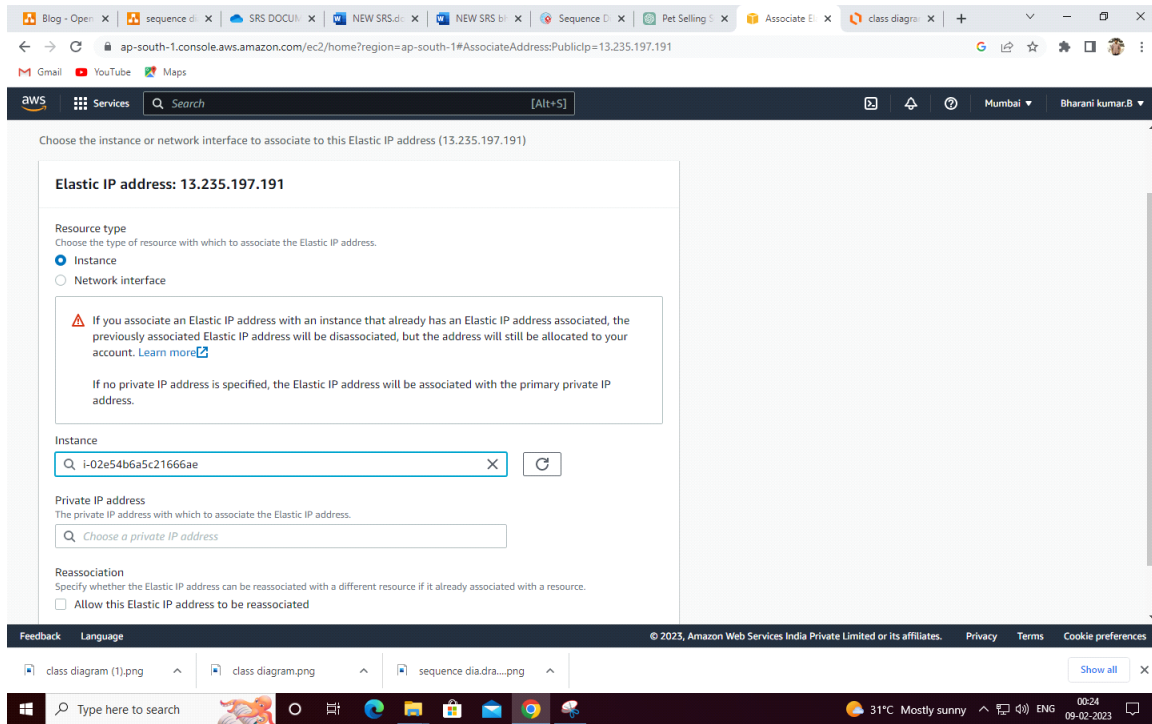 Blog - Open
sequence di
SRS DOCUM
NEW SRS.do
NEW SRS bh
Sequence D
Pet Selling S
Associate El
class diagra
ap-south-1.console.aws.amazon.com/ec2/home?region=ap-south-1#AssociateAddress:PublicIp=13.235.197.191
Gmail YouTube Maps
aws Services Search [Alt+S] Mumbai Bharani kumar.B
Choose the instance or network interface to associate to this Elastic IP address (13.235.197.191)
Elastic IP address: 13.235.197.191
Resource type
Choose the type of resource with which to associate the Elastic IP address.
Instance
Network interface
If you associate an Elastic IP address with an instance that already has an Elastic IP address associated, the
previously associated Elastic IP address will be disassociated, but the address will still be allocated to your
account. Learn more
If no private IP address is specified, the Elastic IP address will be associated with the primary private IP
address.
Instance
i-02e54b6a5c21666ae
Private IP address
The private IP address with which to associate the Elastic IP address.
Choose a private IP address
Reassociation
Specify whether the Elastic IP address can be reassociated with a different resource if it already associated with a resource.
Allow this Elastic IP address to be reassociated
Feedback Language © 2023, Amazon Web Services India Private Limited or its affiliates. Privacy Terms Cookie preferences
class diagram (1).png class diagram.png sequence dia.dra....png Show all
Type here to search 31°C Mostly sunny ENG 00:24
09-02-2023